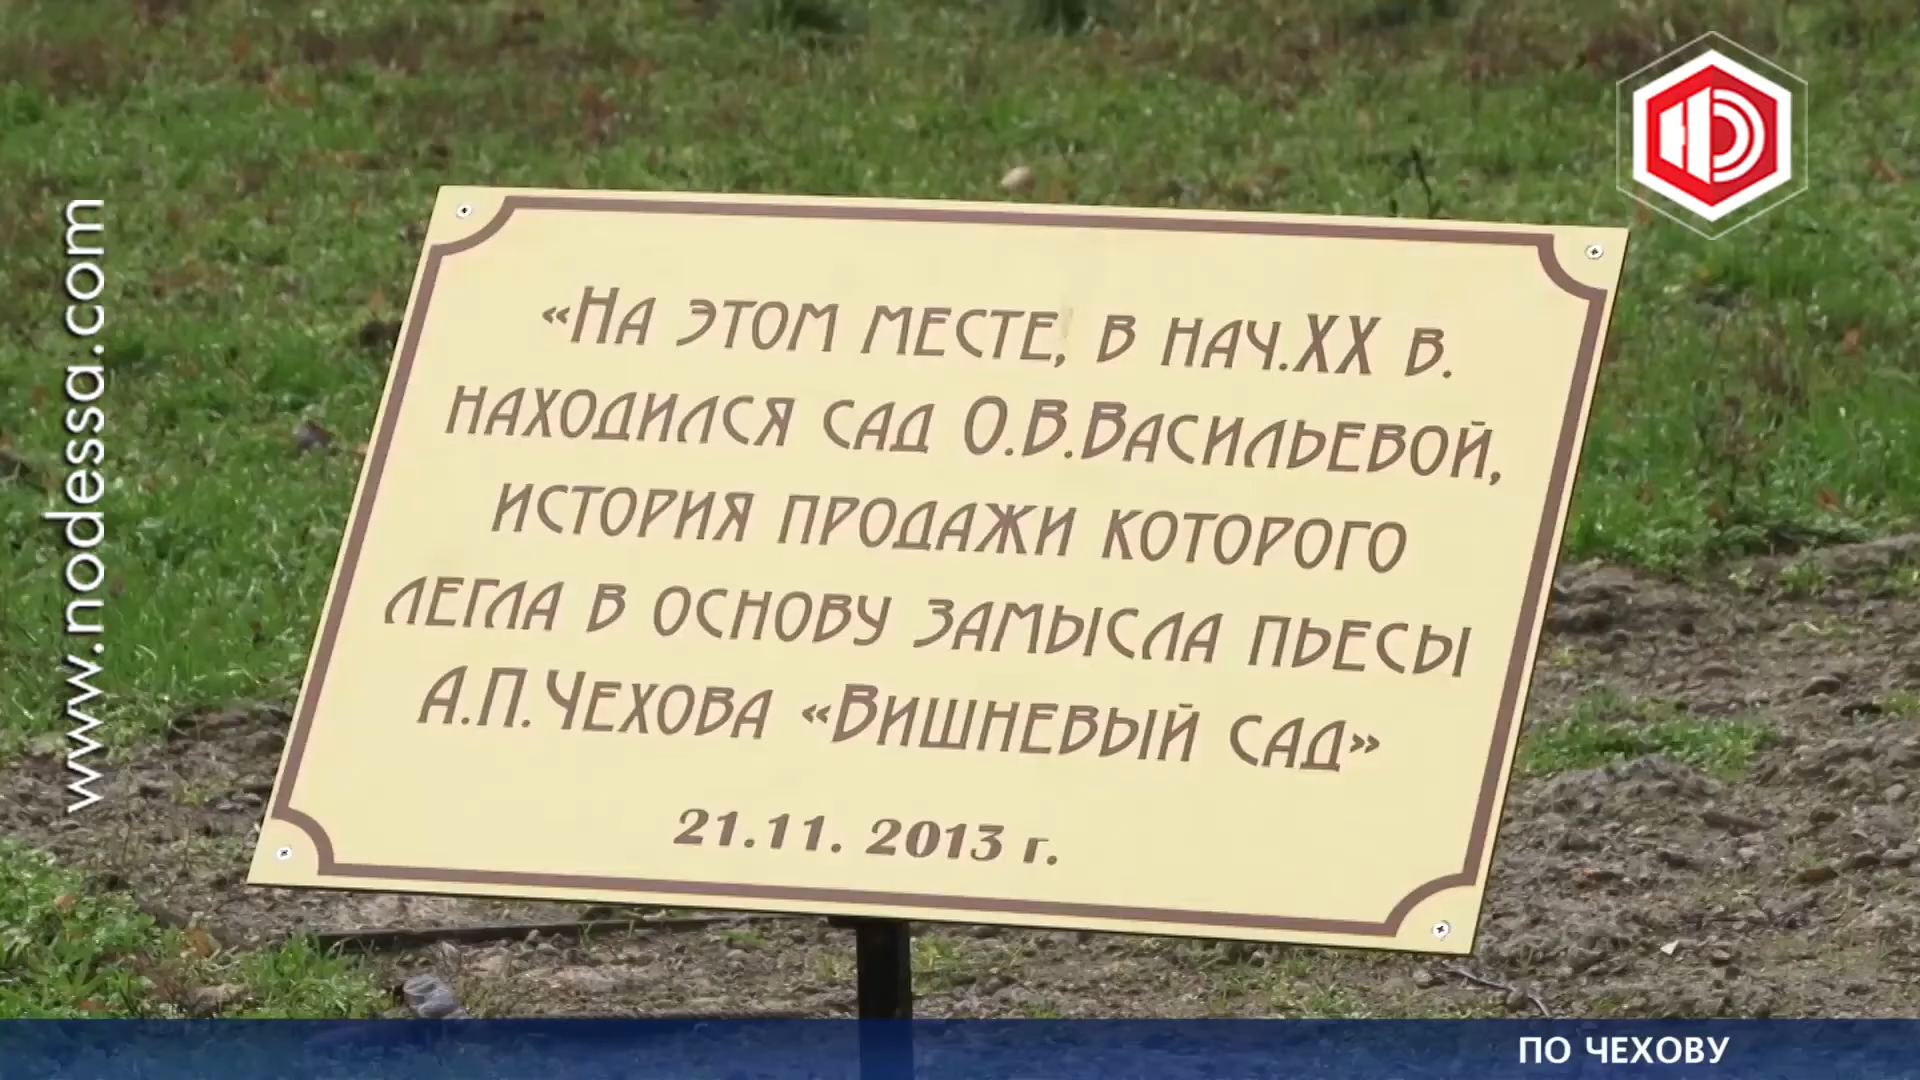 www.nodessa.com
«На этом месте, в нач.XX в.
находился сад О.В.Васильевой,
история продажи которого
легла в основу замысла пьесы
А.П.Чехова «Вишневый сад»
21.11. 2013 г.
ПО ЧЕХОВУ